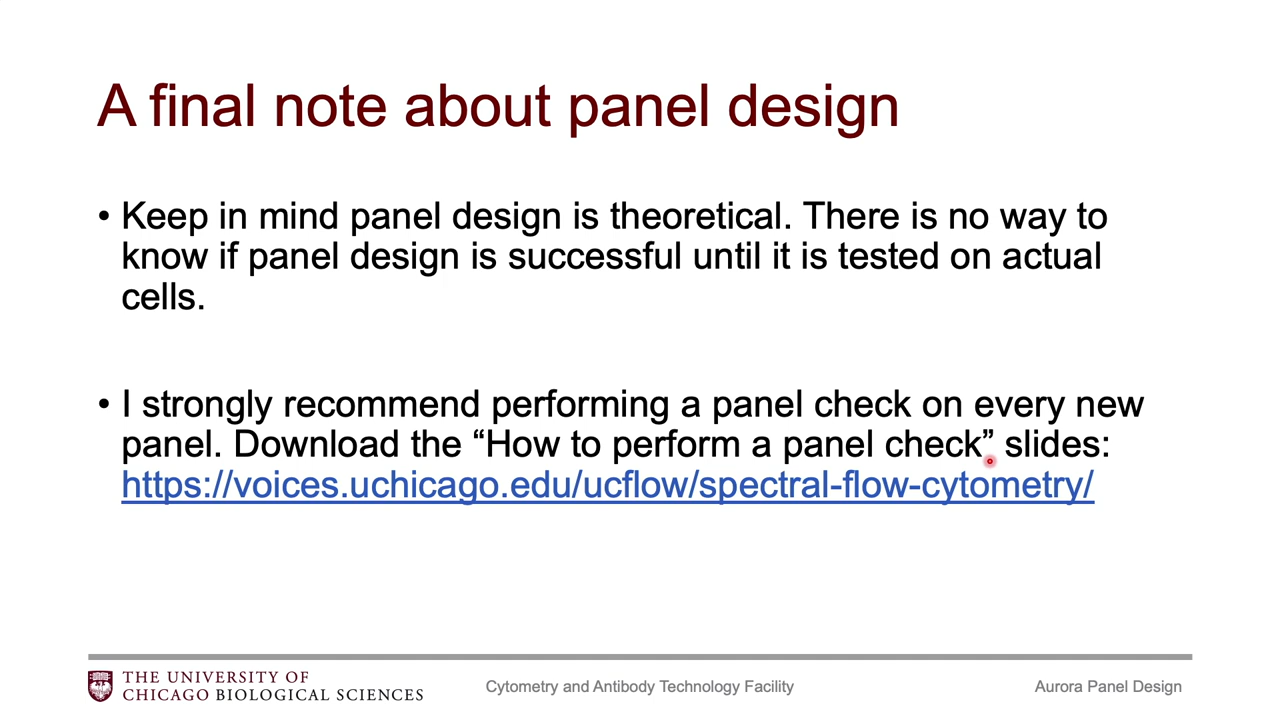 A final note about panel design
• Keep in mind panel design is theoretical. There is no way to
know if panel design is successful until it is tested on actual
cells.
• I strongly recommend performing a panel check on every new
panel. Download the “How to perform a panel check” slides:
https://voices.uchicago.edu/ucflow/spectral-flow-cytometry/
THE UNIVERSITY OF
CHICAGO BIOLOGICAL SCIENCES
Cytometry and Antibody Technology Facility
Aurora Panel Design